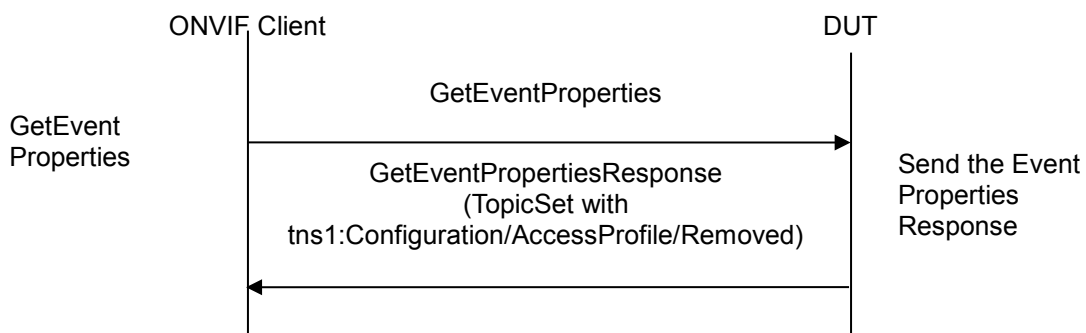 ONVIF Client
DUT
GetEventProperties
GetEvent
Properties
GetEventPropertiesResponse
(TopicSet with
tns1:Configuration/AccessProfile/Removed)
Send the Event
Properties
Response